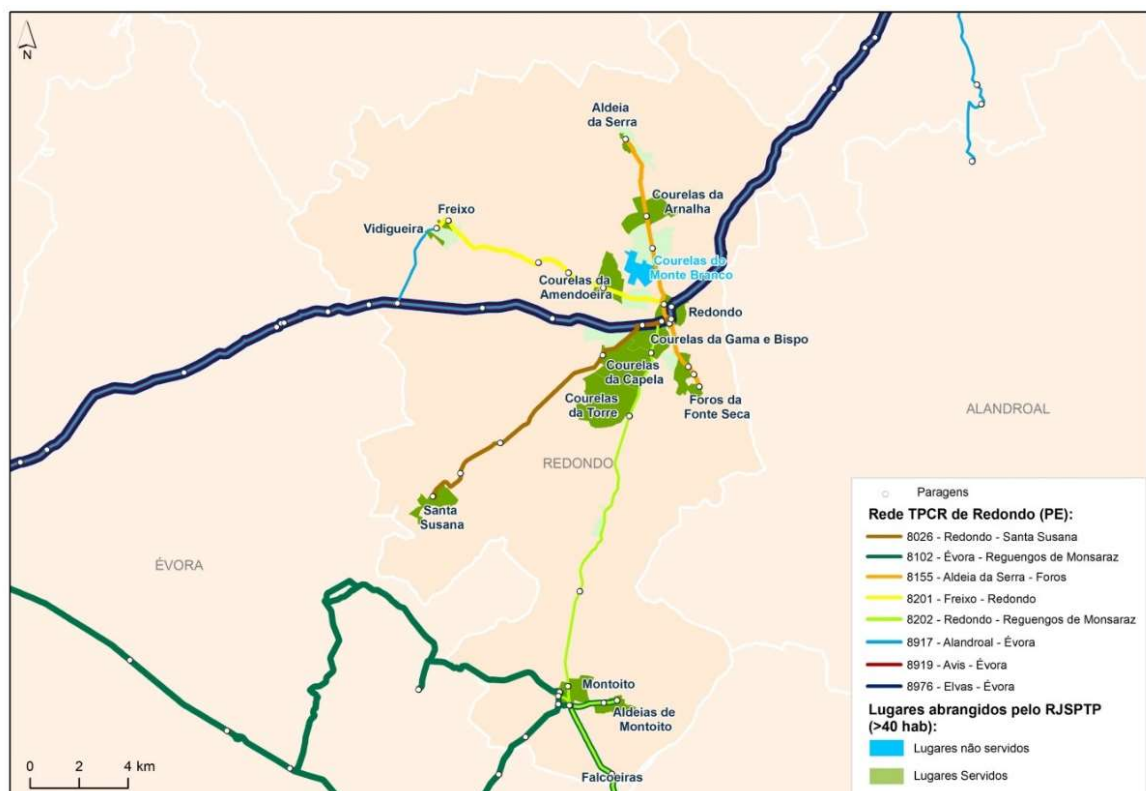 N
Aldeia
da Serra
Courelas da
Arnalha
Freixo
Vidigueira
Courelas do
Monte Branco
Courelas da
Amendoeira
Redondo
Courelas da Gama e Bispo
Courelas
da Capela
Courelas
da Torre
Foros da
Fonte Seca
ALANDROAL
REDONDO
Santa
Susana
ÉVORA
Montoito
Aldeias de
Montoito
Falcoeiras
0 2 4 km
Paragens
Rede TPCR de Redondo (PE):
8026 - Redondo - Santa Susana
8102 - Évora - Reguengos de Monsaraz
8155 - Aldeia da Serra - Foros
8201 - Freixo - Redondo
8202 - Redondo - Reguengos de Monsaraz
8917 - Alandroal - Évora
8919 - Avis - Évora
8976 - Elvas - Évora
Lugares abrangidos pelo RJSPTP
(>40 hab):
Lugares não servidos
Lugares Servidos